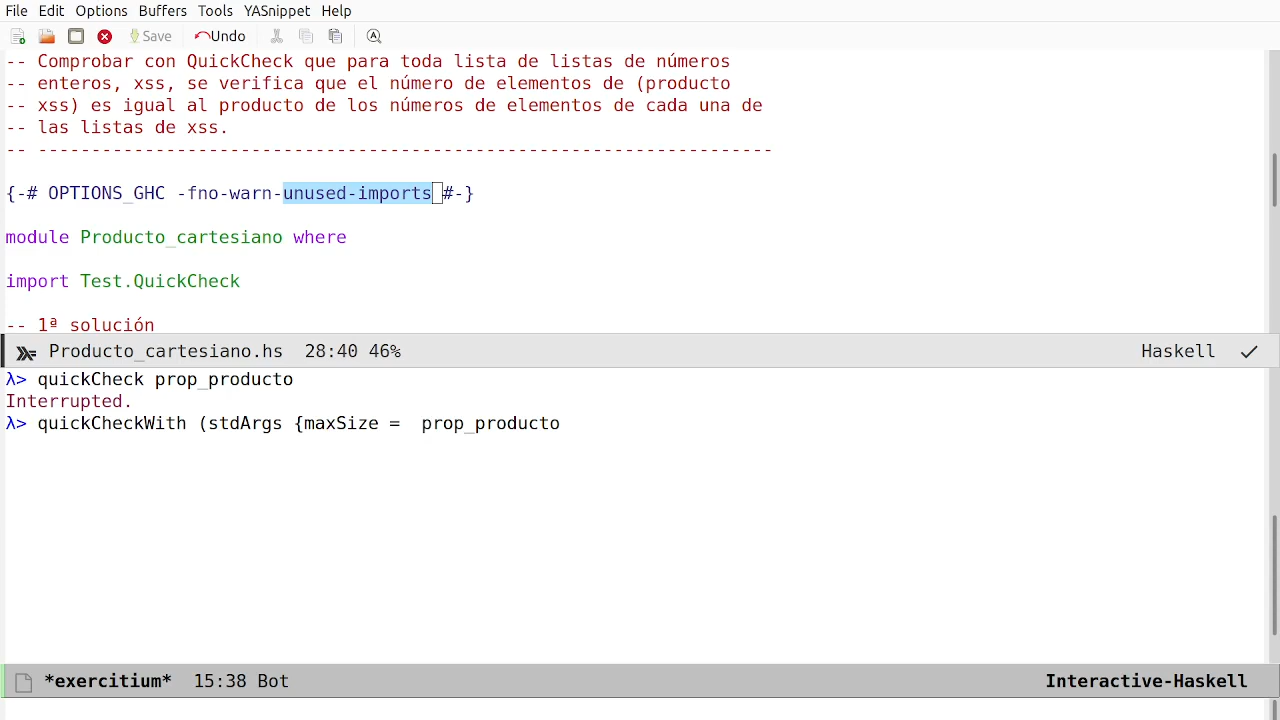 File Edit Options Buffers Tools YASnippet Help
Save Undo
-- Comprobar con QuickCheck que para toda lista de listas de números
-- enteros, xss, se verifica que el número de elementos de (producto
-- xss) es igual al producto de los números de elementos de cada una de
-- las listas de xss.
-- ---------------------------------------------------------------------
{-# OPTIONS_GHC -fno-warn-unused-imports #-}
module Producto_cartesiano where
import Test.QuickCheck
-- 1ª solución
Producto_cartesiano.hs 28:40 46% Haskell
λ> quickCheck prop_producto
Interrupted.
λ> quickCheckWith (stdArgs {maxSize =  prop_producto
*exercitium* 15:38 Bot Interactive-Haskell